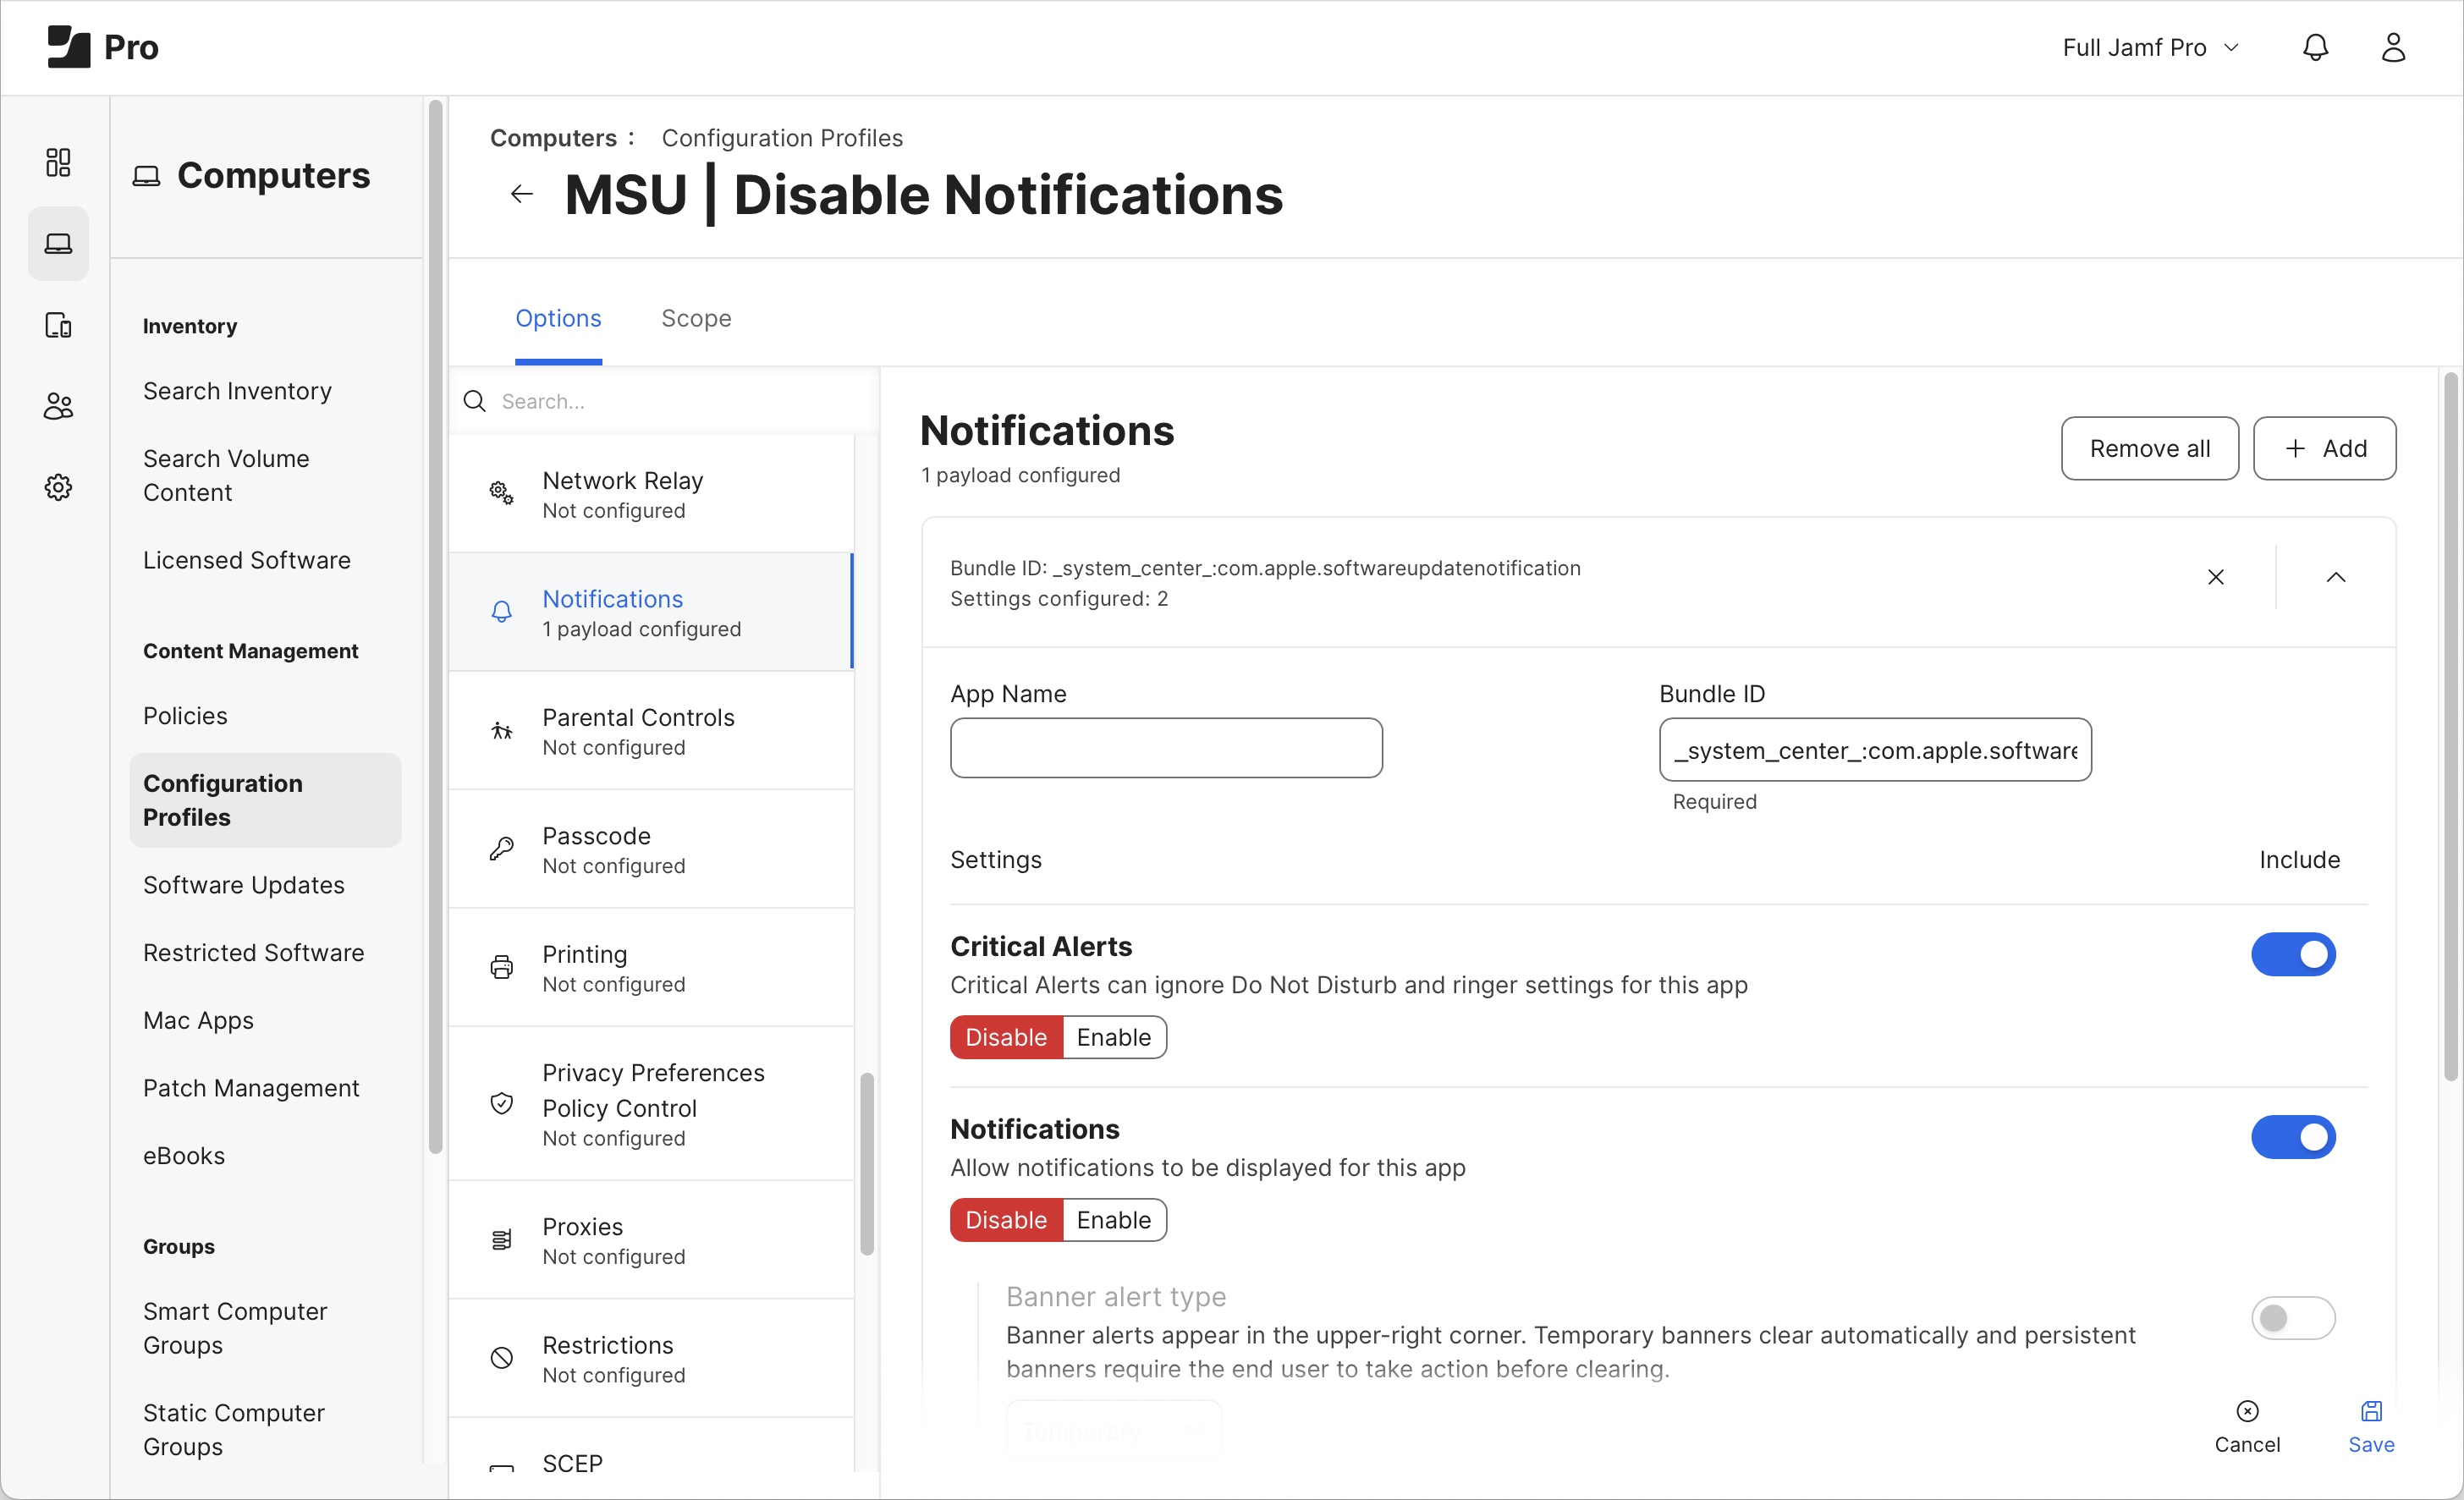 Pro
Full Jamf Pro
Computers
Inventory
Search Inventory
Search Volume
Content
Licensed Software
Content Management
Policies
Configuration
Profiles
Software Updates
Restricted Software
Mac Apps
Patch Management
eBooks
Groups
Smart Computer
Groups
Static Computer
Groups
Computers : Configuration Profiles
MSU | Disable Notifications
Options Scope
Search...
Network Relay
Not configured
Notifications
1 payload configured
Parental Controls
Not configured
Passcode
Not configured
Printing
Not configured
Privacy Preferences
Policy Control
Not configured
Proxies
Not configured
Restrictions
Not configured
SCEP
Notifications
1 payload configured
Remove all
+ Add
Bundle ID: _system_center_:com.apple.softwareupdatenotification
Settings configured: 2
App Name
Bundle ID
_system_center_:com.apple.software
Required
Settings Include
Critical Alerts
Critical Alerts can ignore Do Not Disturb and ringer settings for this app
Disable Enable
Notifications
Allow notifications to be displayed for this app
Disable Enable
Banner alert type
Banner alerts appear in the upper-right corner. Temporary banners clear automatically and persistent
banners require the end user to take action before clearing.
Temporary
Cancel
Save